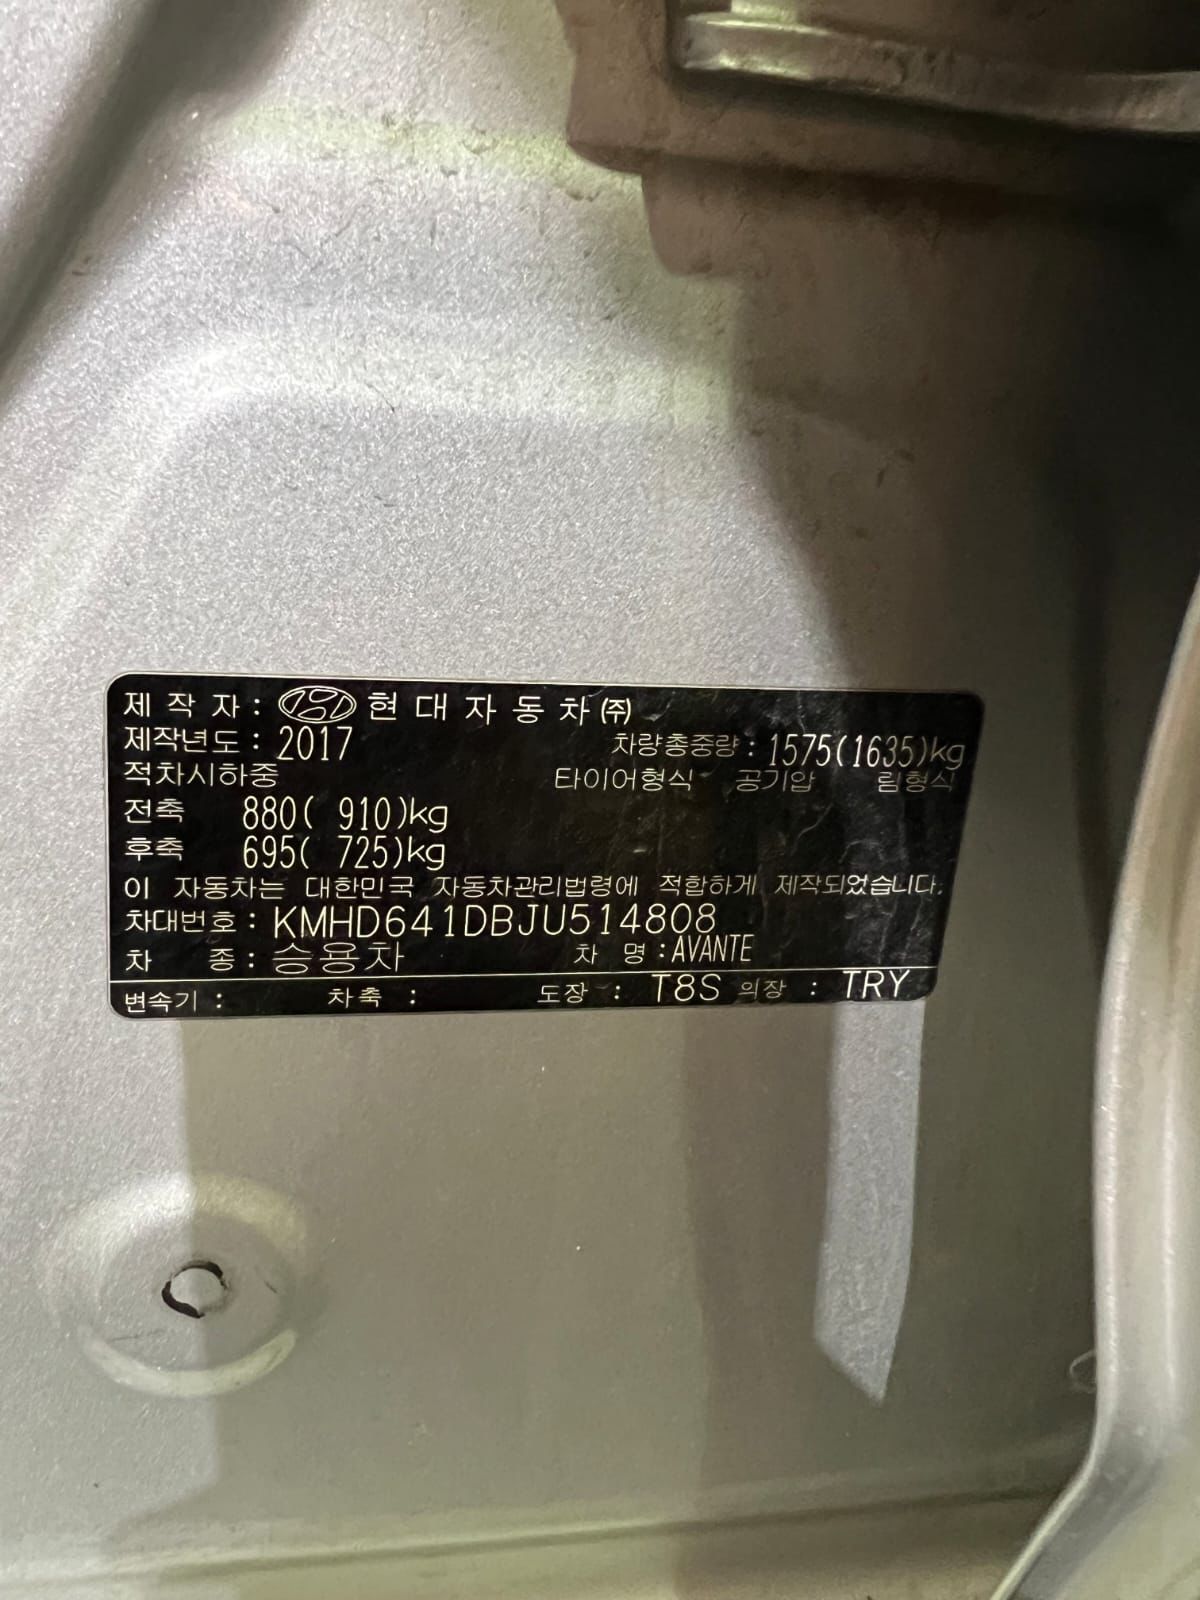 제 작 자 : 현 대 자 동 차 ㈜
제작년도 : 2017 차량총중량 : 1575(1635)kg
적차시하중 타이어형식 공기압 림형식
전축 880( 910)kg
후축 695( 725)kg
이 자동차는 대한민국 자동차관리법령에 적합하게 제작되었습니다.
차대번호 : KMHD641DBJU514808
차 종 : 승용차 차 명 : AVANTE
변속기 : 차축 : 도장 : T8S 의장 : TRY